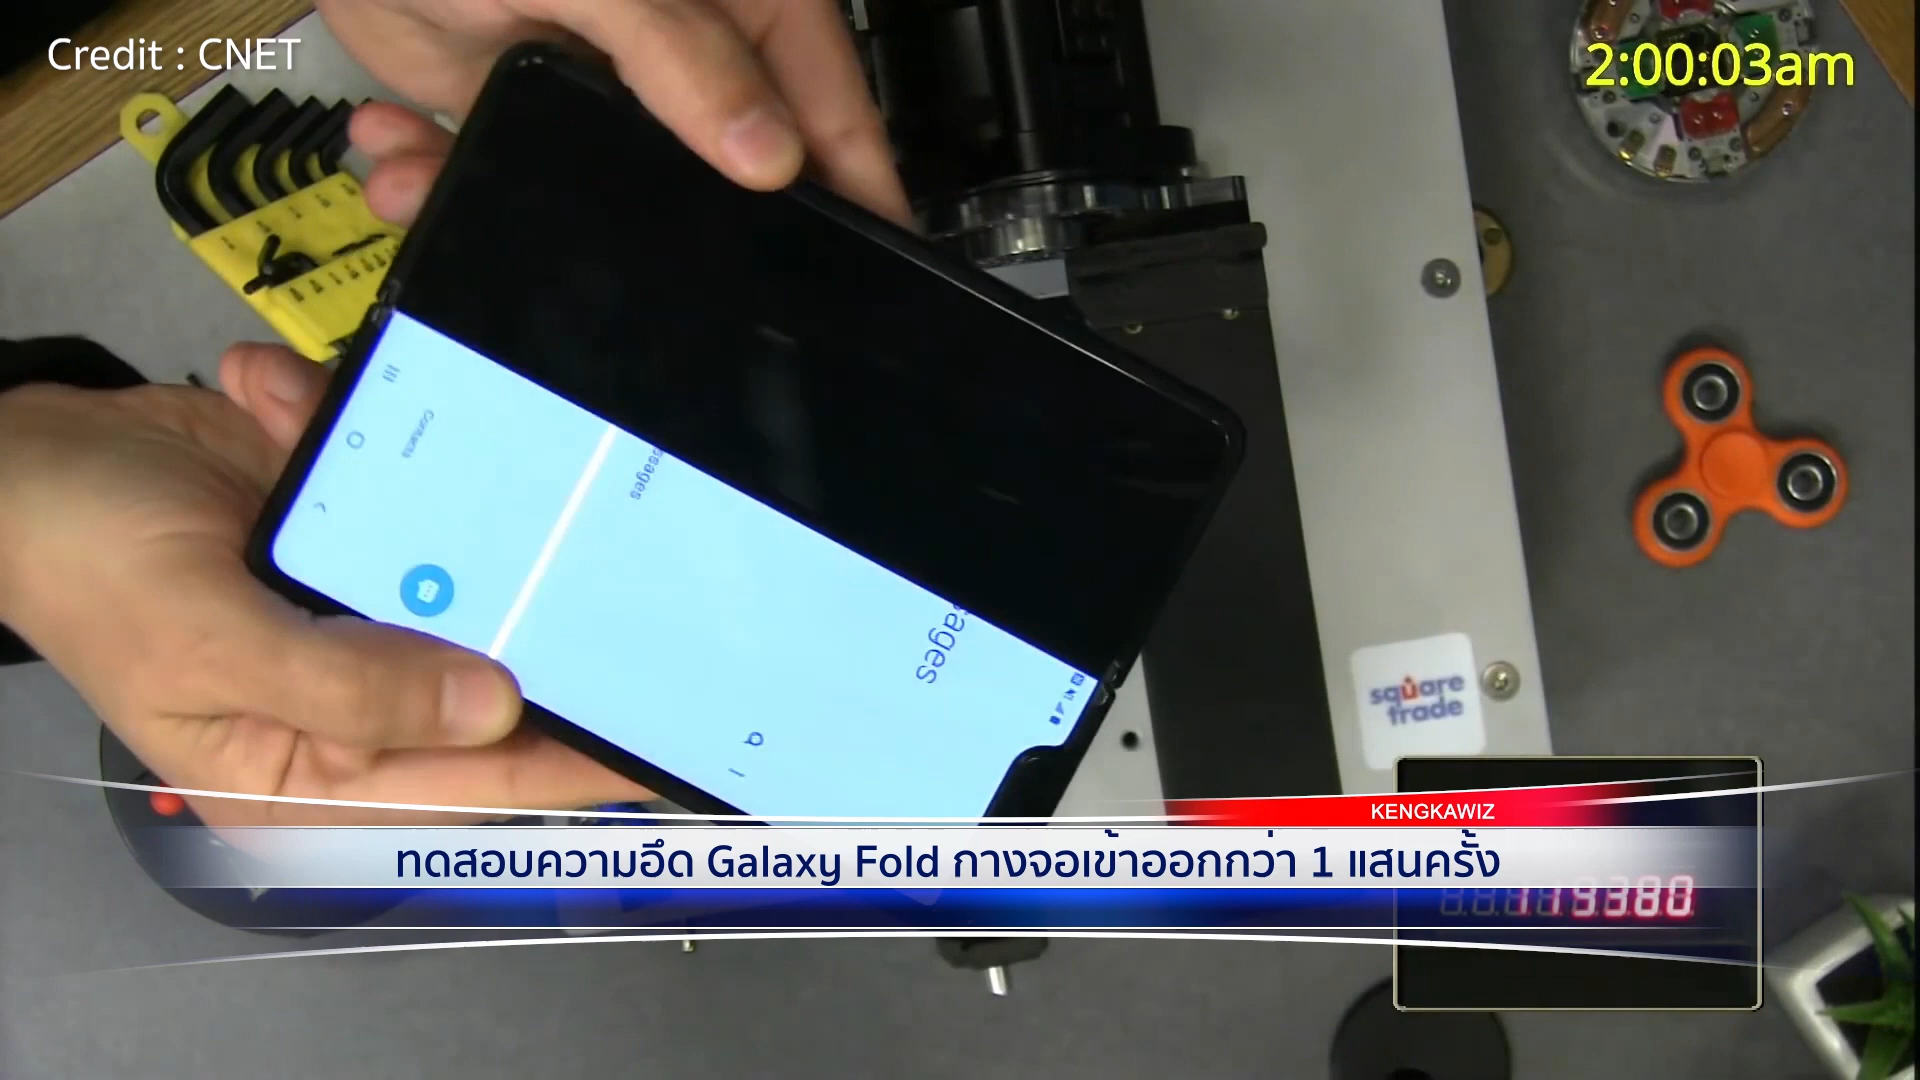 Credit : CNET
2:00:03am
Contacts
ssages
sages
square
trade
KENGKAWIZ
ทดสอบความอึด Galaxy Fold กางจอเข้าออกกว่า 1 แสนครั้ง
119380